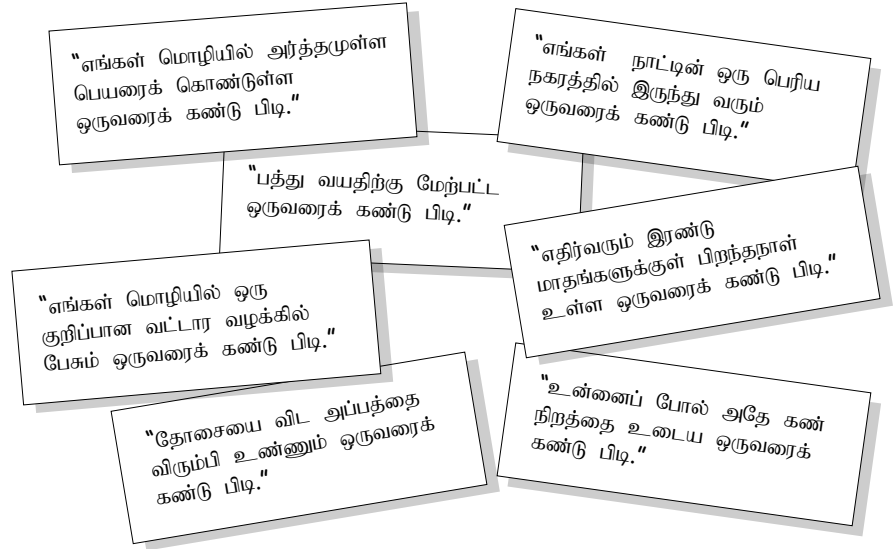 “எங்கள் மொழியில் அர்த்தமுள்ள
பெயரைக் கொண்டுள்ள
ஒருவரைக் கண்டு பிடி.”
“எங்கள் நாட்டின் ஒரு பெரிய
நகரத்தில் இருந்து வரும்
ஒருவரைக் கண்டு பிடி.”
“பத்து வயதிற்கு மேற்பட்ட
ஒருவரைக் கண்டு பிடி.”
“எதிர்வரும் இரண்டு
மாதங்களுக்குள் பிறந்தநாள்
உள்ள ஒருவரைக் கண்டு பிடி.”
“எங்கள் மொழியில் ஒரு
குறிப்பான வட்டார வழக்கில்
பேசும் ஒருவரைக் கண்டு பிடி.”
“தோசையை விட அப்பத்தை
விரும்பி உண்ணும் ஒருவரைக்
கண்டு பிடி.”
“உன்னைப் போல் அதே கண்
நிறத்தை உடைய ஒருவரைக்
கண்டு பிடி.”